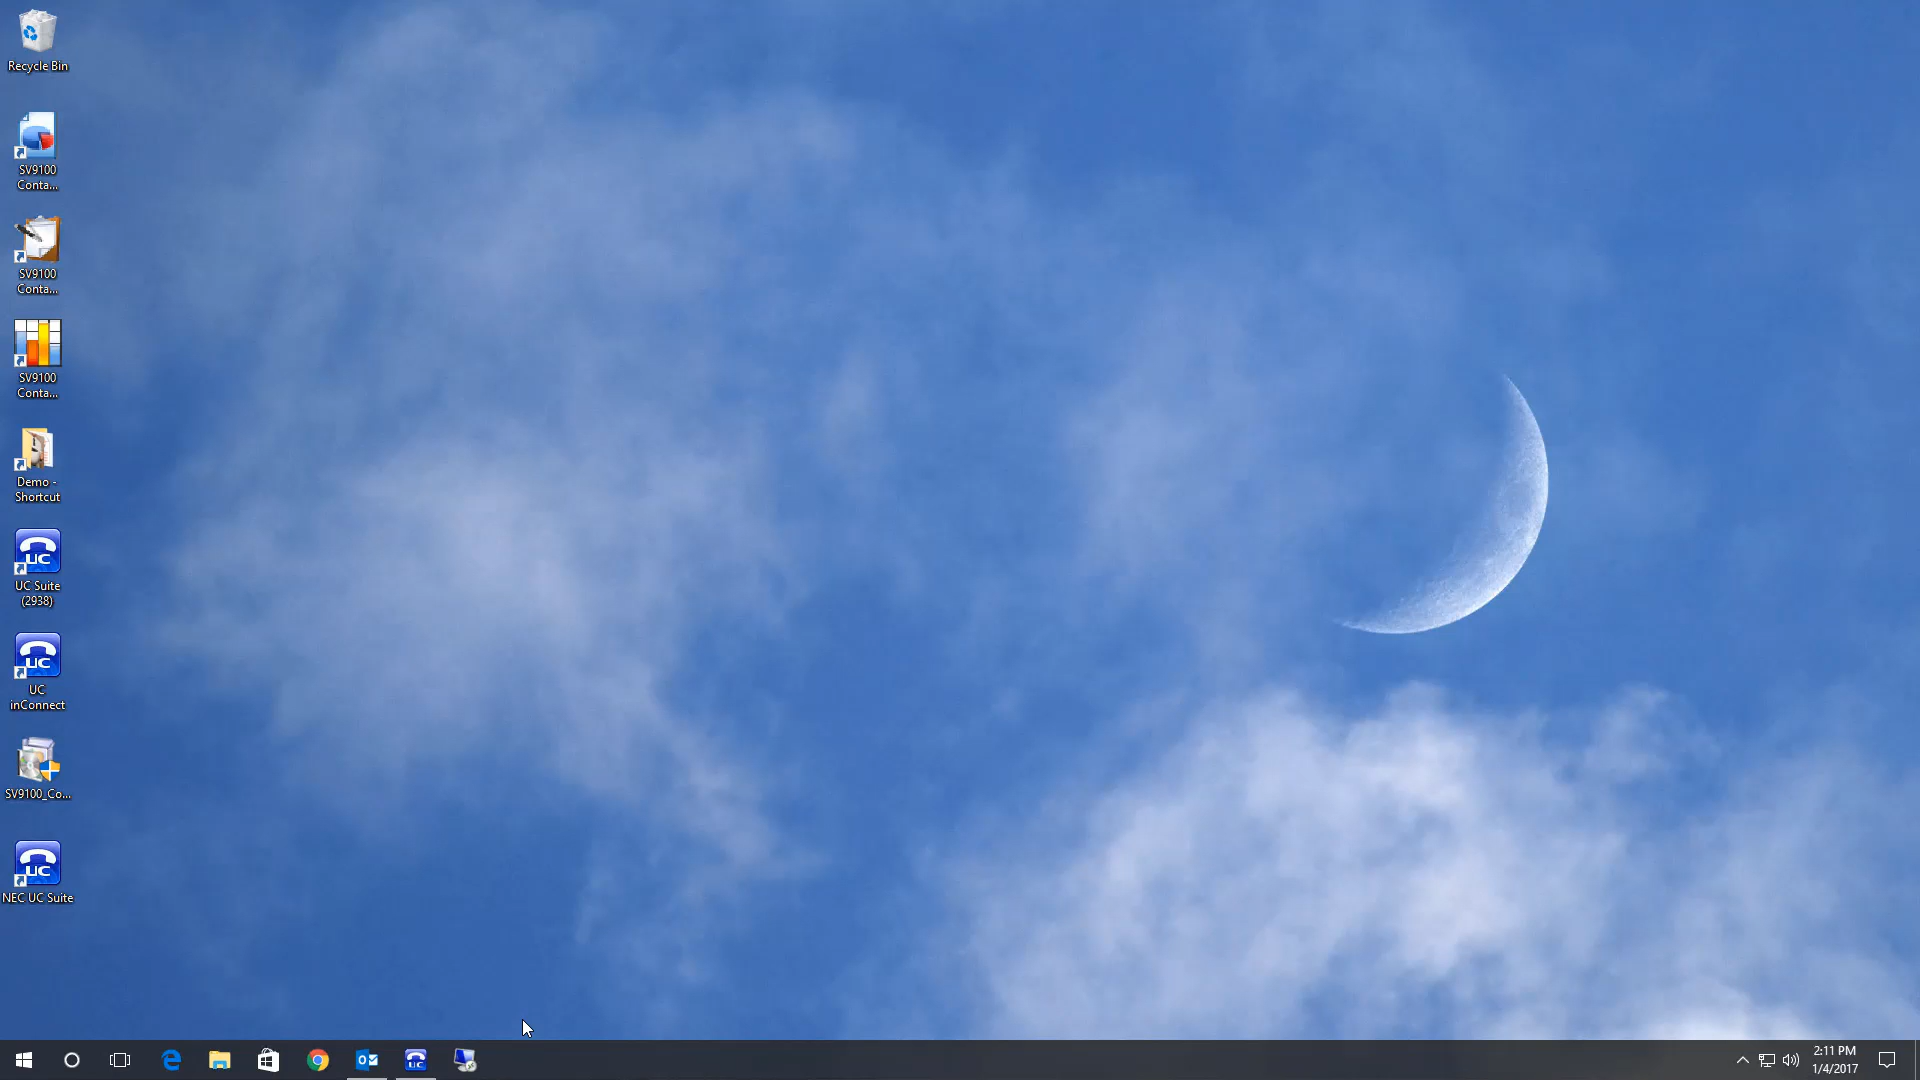 Recycle Bin
SV9100
Conta...
SV9100
Conta...
SV9100
Conta...
Demo -
Shortcut
UC
UC Suite
(2938)
UC
UC
inConnect
SV9100_Co...
UC
NEC UC Suite
UC
2:11 PM
1/4/2017